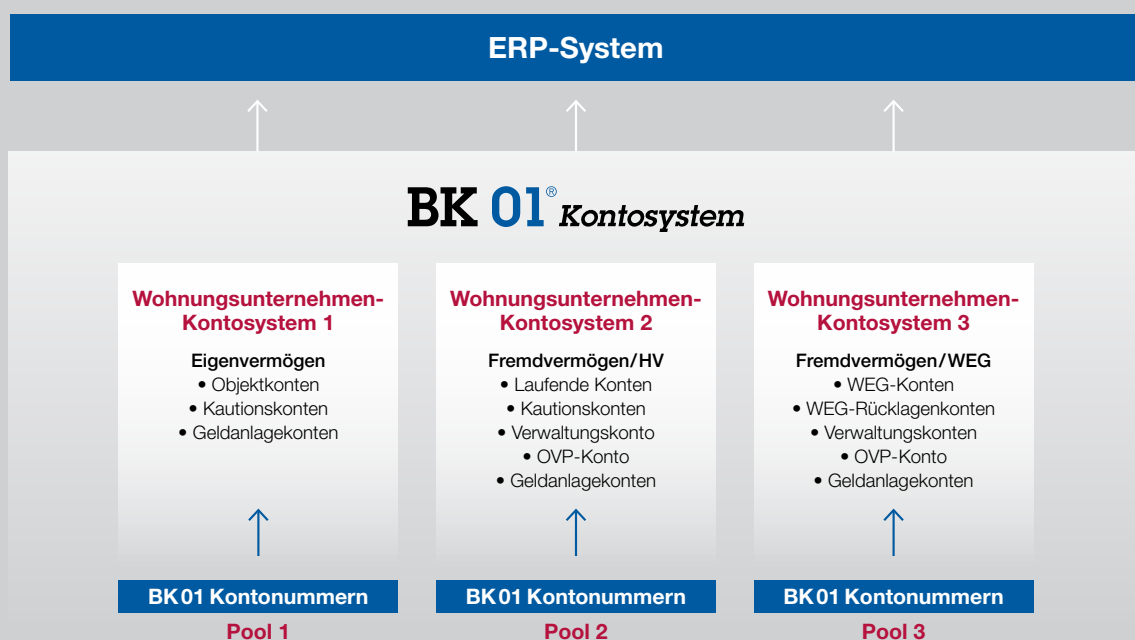 ERP-System
BK 01® Kontosystem
Wohnungsunternehmen-
Kontosystem 1
Eigenvermögen
• Objektkonten
• Kautionskonten
• Geldanlagekonten
BK01 Kontonummern
Pool 1
Wohnungsunternehmen-
Kontosystem 2
Fremdvermögen/HV
• Laufende Konten
• Kautionskonten
• Verwaltungskonto
• OVP-Konto
• Geldanlagekonten
BK01 Kontonummern
Pool 2
Wohnungsunternehmen-
Kontosystem 3
Fremdvermögen/WEG
• WEG-Konten
• WEG-Rücklagenkonten
• Verwaltungskonten
• OVP-Konto
• Geldanlagekonten
BK01 Kontonummern
Pool 3